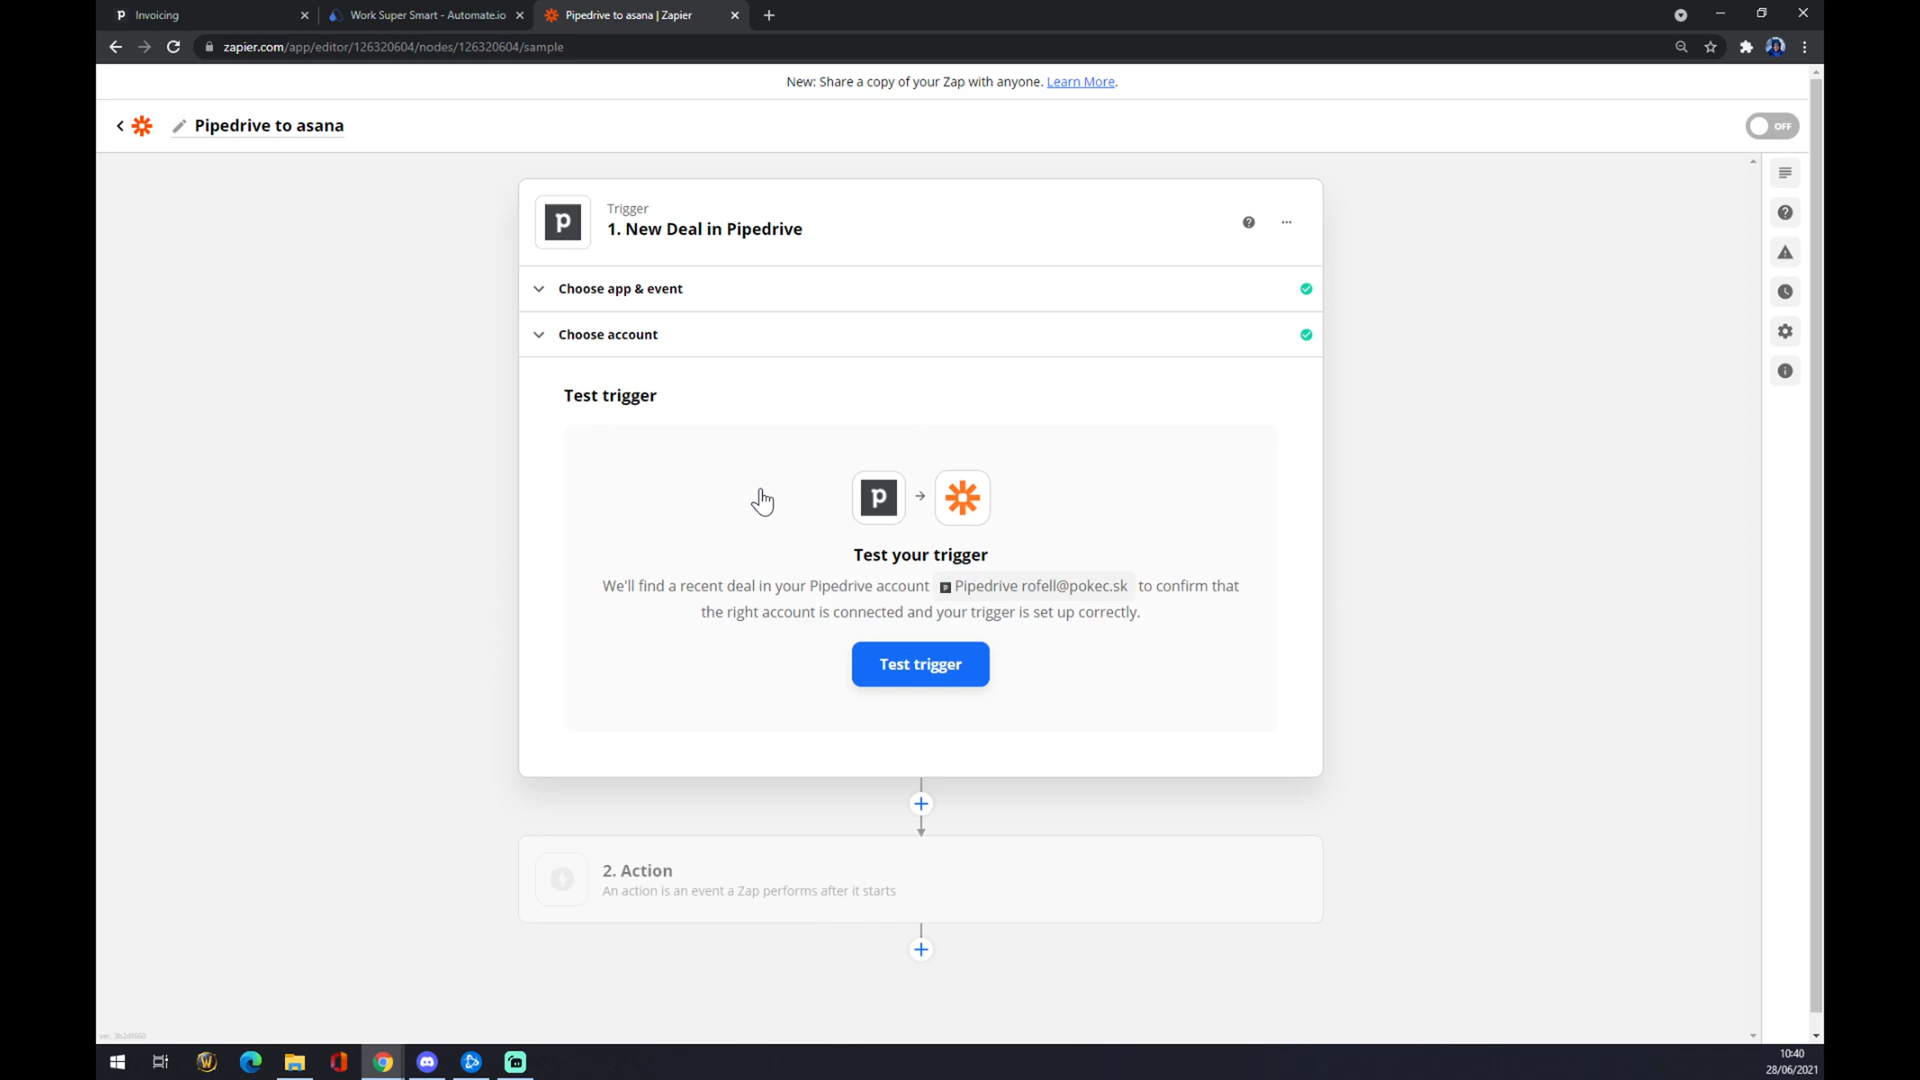 Invoicing
Work Super Smart - Automate.io
Pipedrive to asana | Zapier
zapier.com/app/editor/126320604/nodes/126320604/sample
New: Share a copy of your Zap with anyone. Learn More.
Pipedrive to asana
OFF
Trigger
1. New Deal in Pipedrive
Choose app & event
Choose account
Test trigger
Test your trigger
We'll find a recent deal in your Pipedrive account Pipedrive rofell@pokec.sk to confirm that
the right account is connected and your trigger is set up correctly.
Test trigger
2. Action
An action is an event a Zap performs after it starts
10:40
28/06/2021